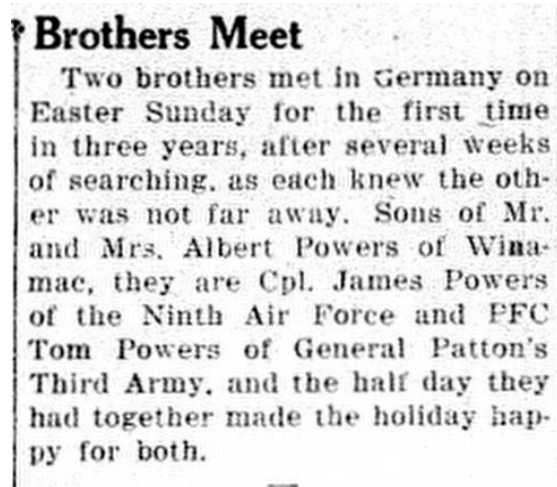 Brothers Meet
Two brothers met in Germany on
Easter Sunday for the first time
in three years, after several weeks
of searching, as each knew the oth-
er was not far away. Sons of Mr.
and Mrs. Albert Powers of Wina-
mac, they are Cpl. James Powers
of the Ninth Air Force and PFC
Tom Powers of General Patton's
Third Army, and the half day they
had together made the holiday hap-
py for both.